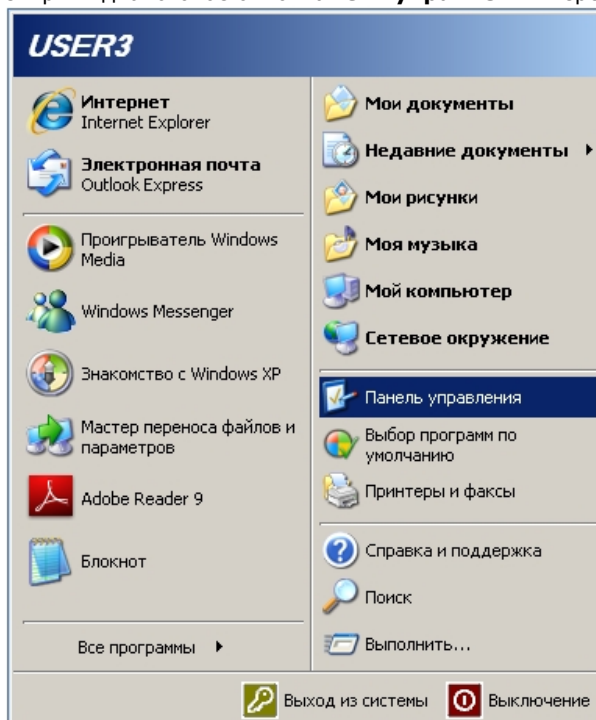 USER3
Интернет
Internet Explorer
Электронная почта
Outlook Express
Проигрыватель Windows
Media
Windows Messenger
Знакомство с Windows XP
Мастер переноса файлов и
параметров
Adobe Reader 9
Блокнот
Все программы
Мои документы
Недавние документы
Мои рисунки
Моя музыка
Мой компьютер
Сетевое окружение
Панель управления
Выбор программ по
умолчанию
Принтеры и факсы
Справка и поддержка
Поиск
Выполнить...
Выход из системы
Выключение